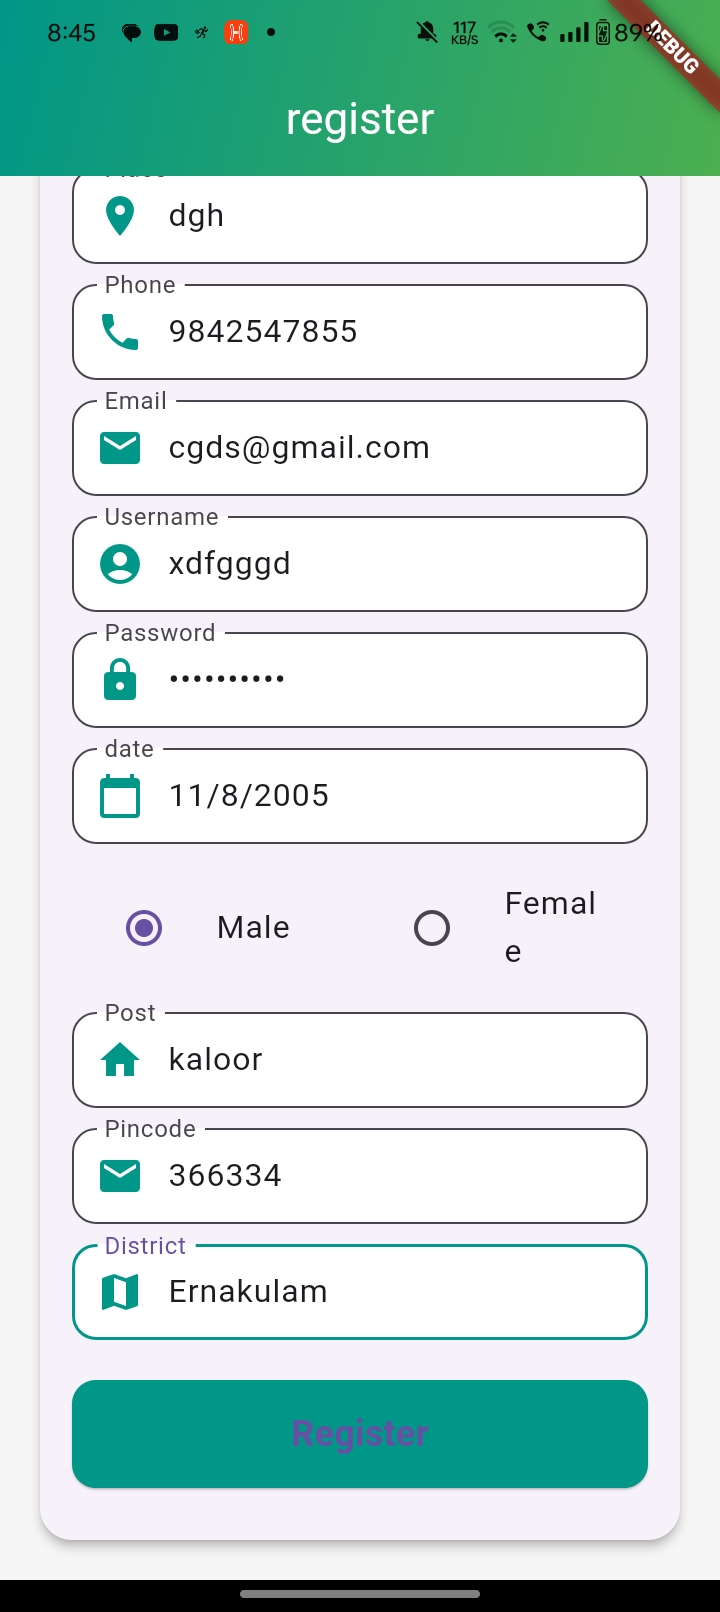 8:45
117
KB/S
89%
DEBUG
register
Place
dgh
Phone
9842547855
Email
cgds@gmail.com
Username
xdfgggd
Password
••••••••••
date
11/8/2005
Male
Femal
e
Post
kaloor
Pincode
366334
District
Ernakulam
Register